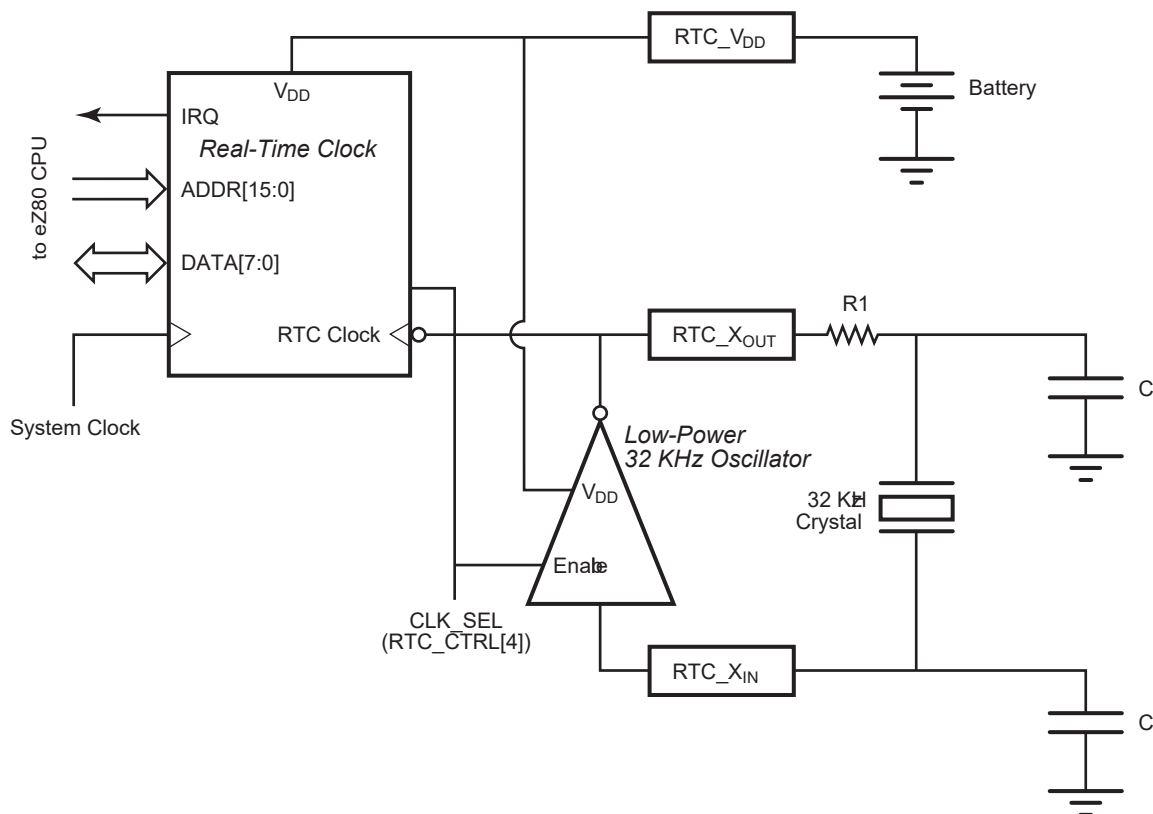 RTC_VDD
VDD
Battery
IRQ
Real-Time Clock
to eZ80 CPU
ADDR[15:0]
DATA[7:0]
R1
RTC Clock
RTC_XOUT
C
System Clock
Low-Power
32 KHz Oscillator
VDD
32 KHz
Crystal
Enable
CLK_SEL
(RTC_CTRL[4])
RTC_XIN
C